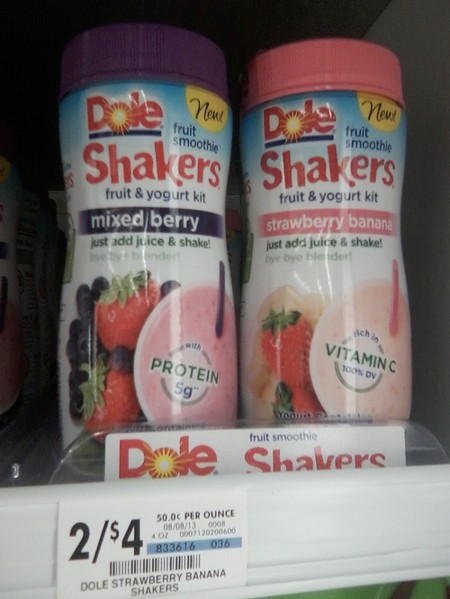 Dole
New!
fruit
smoothie
Shakers
fruit & yogurt kit
mixed berry
just add juice & shake!
bye bye blender!
with
PROTEIN
5g
Dole
New!
fruit
smoothie
Shakers
fruit & yogurt kit
strawberry banana
just add juice & shake!
bye bye blender!
rich in
VITAMIN C
100% DV
Dole
fruit smoothie
Shakers
2/$4
50.0¢ PER OUNCE
08/08/13 0008
4 OZ 0007120200600
833616 036
DOLE STRAWBERRY BANANA
SHAKERS